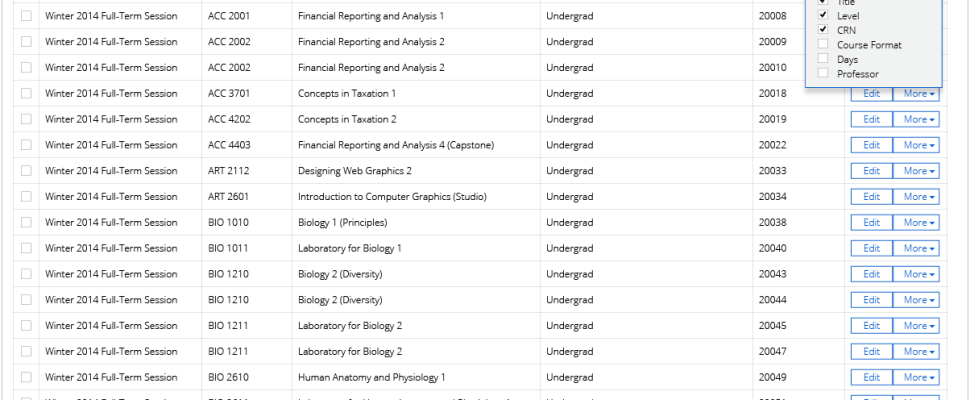 Title
Winter 2014 Full-Term Session ACC 2001 Financial Reporting and Analysis 1 Undergrad 20008 Level
CRN
Winter 2014 Full-Term Session ACC 2002 Financial Reporting and Analysis 2 Undergrad 20009 Course Format
Days
Winter 2014 Full-Term Session ACC 2002 Financial Reporting and Analysis 2 Undergrad 20010 Professor
Winter 2014 Full-Term Session ACC 3701 Concepts in Taxation 1 Undergrad 20018 Edit More
Winter 2014 Full-Term Session ACC 4202 Concepts in Taxation 2 Undergrad 20019 Edit More
Winter 2014 Full-Term Session ACC 4403 Financial Reporting and Analysis 4 (Capstone) Undergrad 20022 Edit More
Winter 2014 Full-Term Session ART 2112 Designing Web Graphics 2 Undergrad 20033 Edit More
Winter 2014 Full-Term Session ART 2601 Introduction to Computer Graphics (Studio) Undergrad 20034 Edit More
Winter 2014 Full-Term Session BIO 1010 Biology 1 (Principles) Undergrad 20038 Edit More
Winter 2014 Full-Term Session BIO 1011 Laboratory for Biology 1 Undergrad 20040 Edit More
Winter 2014 Full-Term Session BIO 1210 Biology 2 (Diversity) Undergrad 20043 Edit More
Winter 2014 Full-Term Session BIO 1210 Biology 2 (Diversity) Undergrad 20044 Edit More
Winter 2014 Full-Term Session BIO 1211 Laboratory for Biology 2 Undergrad 20045 Edit More
Winter 2014 Full-Term Session BIO 1211 Laboratory for Biology 2 Undergrad 20047 Edit More
Winter 2014 Full-Term Session BIO 2610 Human Anatomy and Physiology 1 Undergrad 20049 Edit More